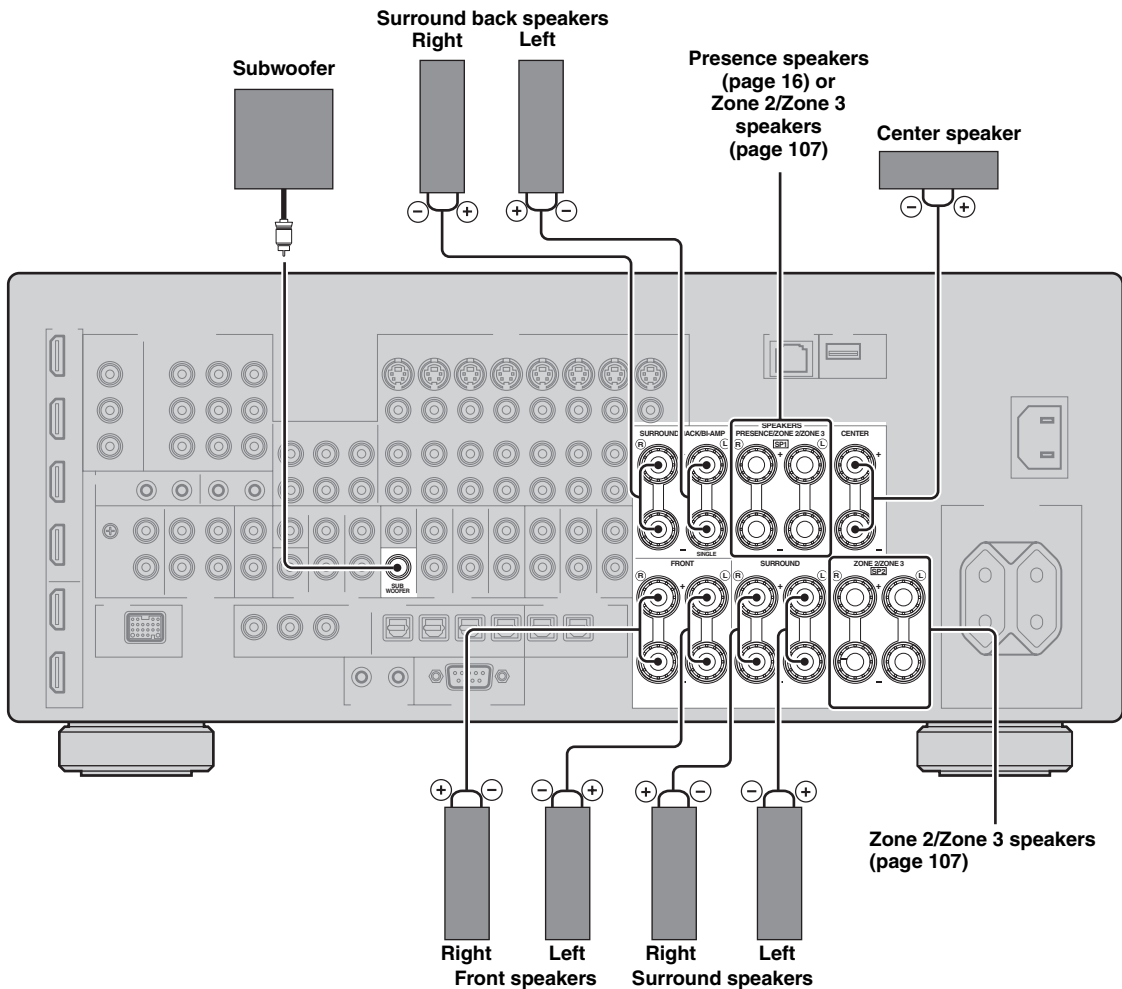 Surround back speakers
Right Left
Subwoofer
Presence speakers
(page 16) or
Zone 2/Zone 3
speakers
(page 107)
Center speaker
− + + −
− +
SPEAKERS
SURROUND BACK/BI-AMP PRESENCE/ZONE 2/ZONE 3 CENTER
R L R SP1 L
+ +
− SINGLE − −
FRONT SURROUND ZONE 2/ZONE 3
R L R L R SP2 L
+ + +
−
SUB
WOOFER
+ − − + + − − +
Zone 2/Zone 3 speakers
(page 107)
Right Left Right Left
Front speakers Surround speakers